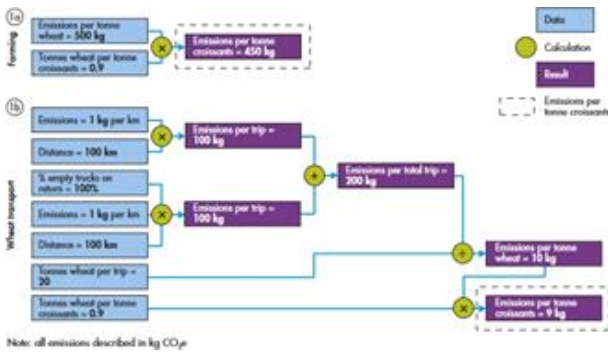 1a
Farming
Emissions per tonne
wheat = 500 kg
Tonnes wheat per tonne
croissants = 0.9
×
Emissions per tonne
croissants = 450 kg
Data
Calculation
Result
Emissions per
tonne croissants
1b
Wheat transport
Emissions = 1 kg per km
Distance = 100 km
×
Emissions per trip =
100 kg
% empty trucks on
return = 100%
Emissions = 1 kg per km
Distance = 100 km
×
Emissions per trip =
100 kg
+
Emissions per total trip =
200 kg
Tonnes wheat per trip =
20
÷
Emissions per tonne
wheat = 10 kg
Tonnes wheat per tonne
croissants = 0.9
×
Emissions per tonne
croissants = 9 kg
Note: all emissions described in kg CO₂e